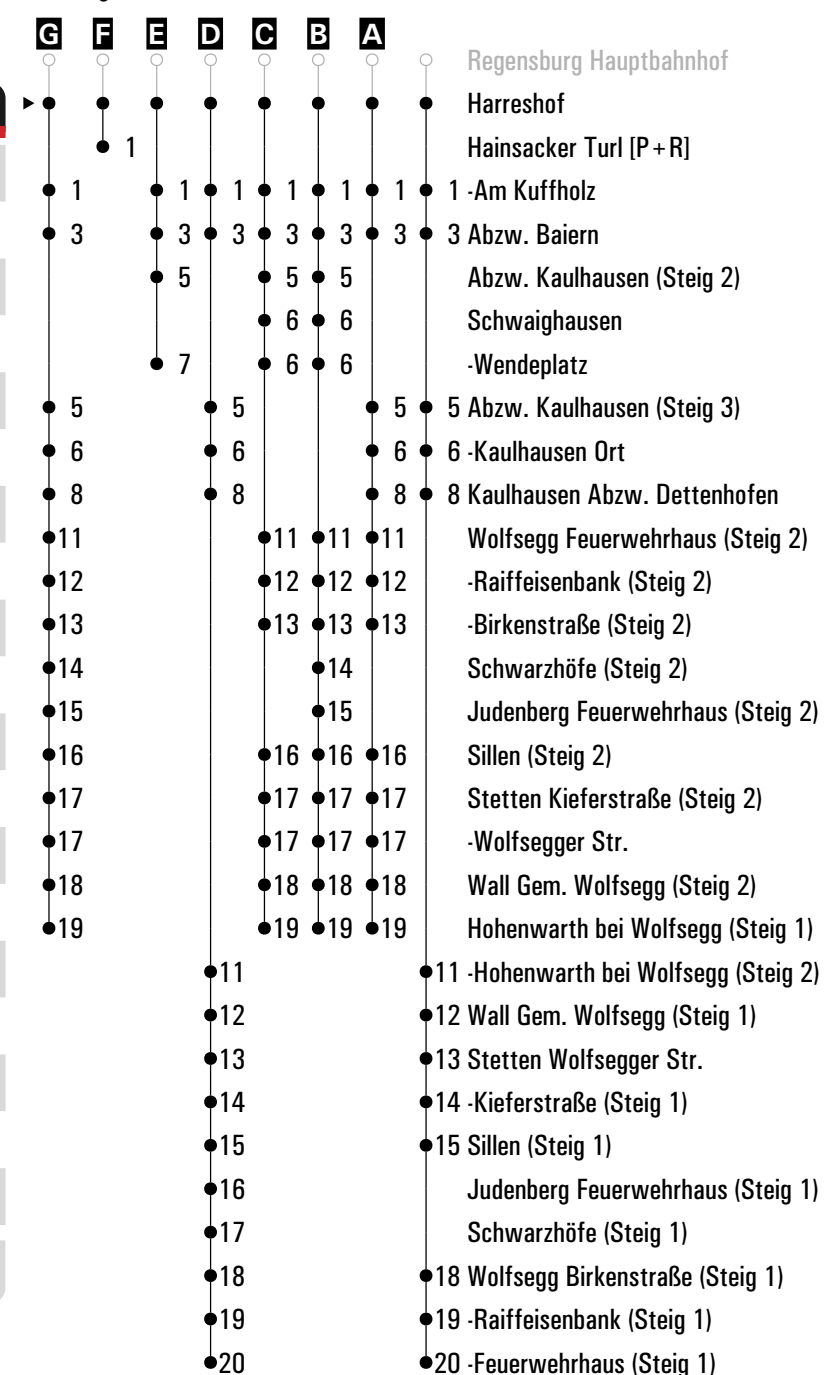 G F E D C B A
Regensburg Hauptbahnhof
Harreshof
1 Hainsacker Turl [P+R]
1 1 1 1 1 1 1 -Am Kuffholz
3 3 3 3 3 3 3 Abzw. Baiern
5 5 5 Abzw. Kaulhausen (Steig 2)
6 6 Schwaighausen
7 6 6 -Wendeplatz
5 5 5 5 Abzw. Kaulhausen (Steig 3)
6 6 6 6 -Kaulhausen Ort
8 8 8 8 Kaulhausen Abzw. Dettenhofen
11 11 11 11 Wolfsegg Feuerwehrhaus (Steig 2)
12 12 12 12 -Raiffeisenbank (Steig 2)
13 13 13 13 -Birkenstraße (Steig 2)
14 14 Schwarzhöfe (Steig 2)
15 15 Judenberg Feuerwehrhaus (Steig 2)
16 16 16 16 Sillen (Steig 2)
17 17 17 17 Stetten Kieferstraße (Steig 2)
17 17 17 17 -Wolfsegger Str.
18 18 18 18 Wall Gem. Wolfsegg (Steig 2)
19 19 19 19 Hohenwarth bei Wolfsegg (Steig 1)
11 11 -Hohenwarth bei Wolfsegg (Steig 2)
12 12 Wall Gem. Wolfsegg (Steig 1)
13 13 Stetten Wolfsegger Str.
14 14 -Kieferstraße (Steig 1)
15 15 Sillen (Steig 1)
16 Judenberg Feuerwehrhaus (Steig 1)
17 Schwarzhöfe (Steig 1)
18 18 Wolfsegg Birkenstraße (Steig 1)
19 19 -Raiffeisenbank (Steig 1)
20 20 -Feuerwehrhaus (Steig 1)